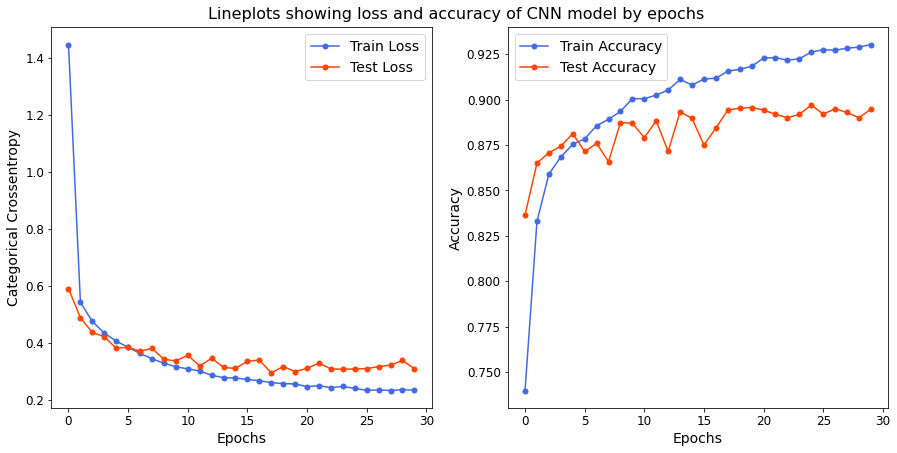 Lineplots showing loss and accuracy of CNN model by epochs
Train Loss
Test Loss
Categorical Crossentropy
1.4
1.2
1.0
0.8
0.6
0.4
0.2
0 5 10 15 20 25 30
Epochs
Train Accuracy
Test Accuracy
Accuracy
0.925
0.900
0.875
0.850
0.825
0.800
0.775
0.750
0 5 10 15 20 25 30
Epochs